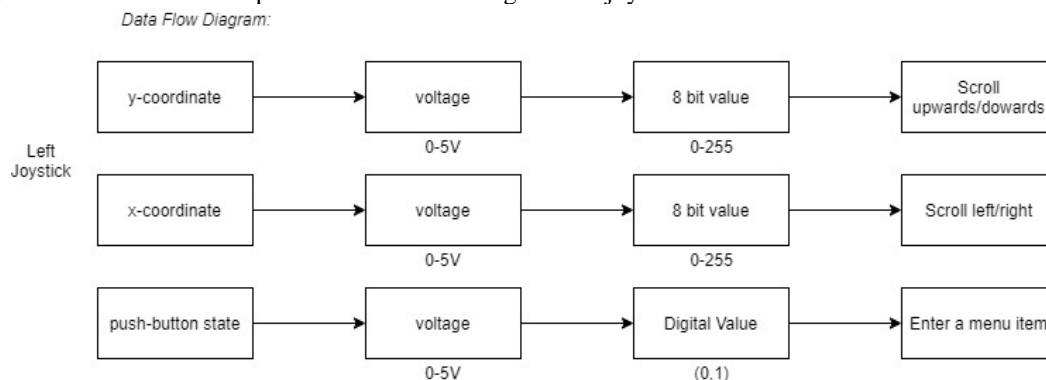 Data Flow Diagram:
y-coordinate
voltage
0-5V
8 bit value
0-255
Scroll
upwards/dowards
Left
Joystick
x-coordinate
voltage
0-5V
8 bit value
0-255
Scroll left/right
push-button state
voltage
0-5V
Digital Value
(0.1)
Enter a menu item